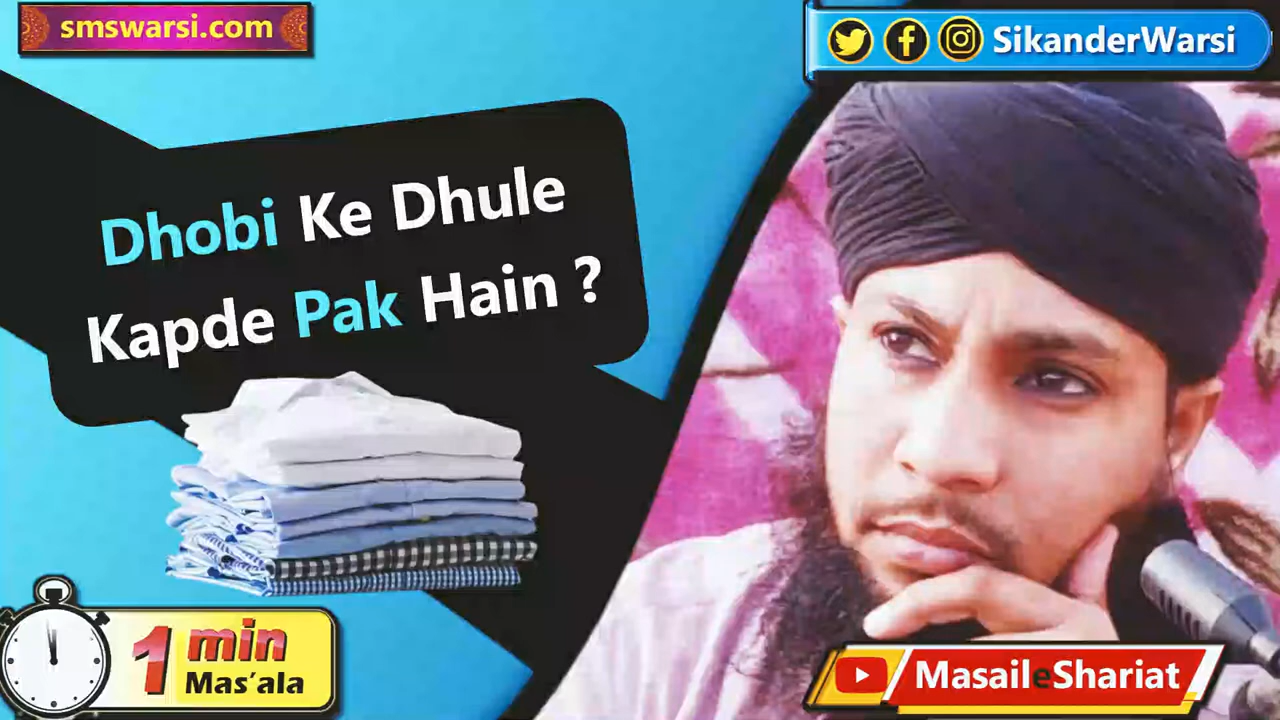 smswarsi.com
SikanderWarsi
Dhobi Ke Dhule
Kapde Pak Hain ?
1 min
Mas'ala
MasaileShariat